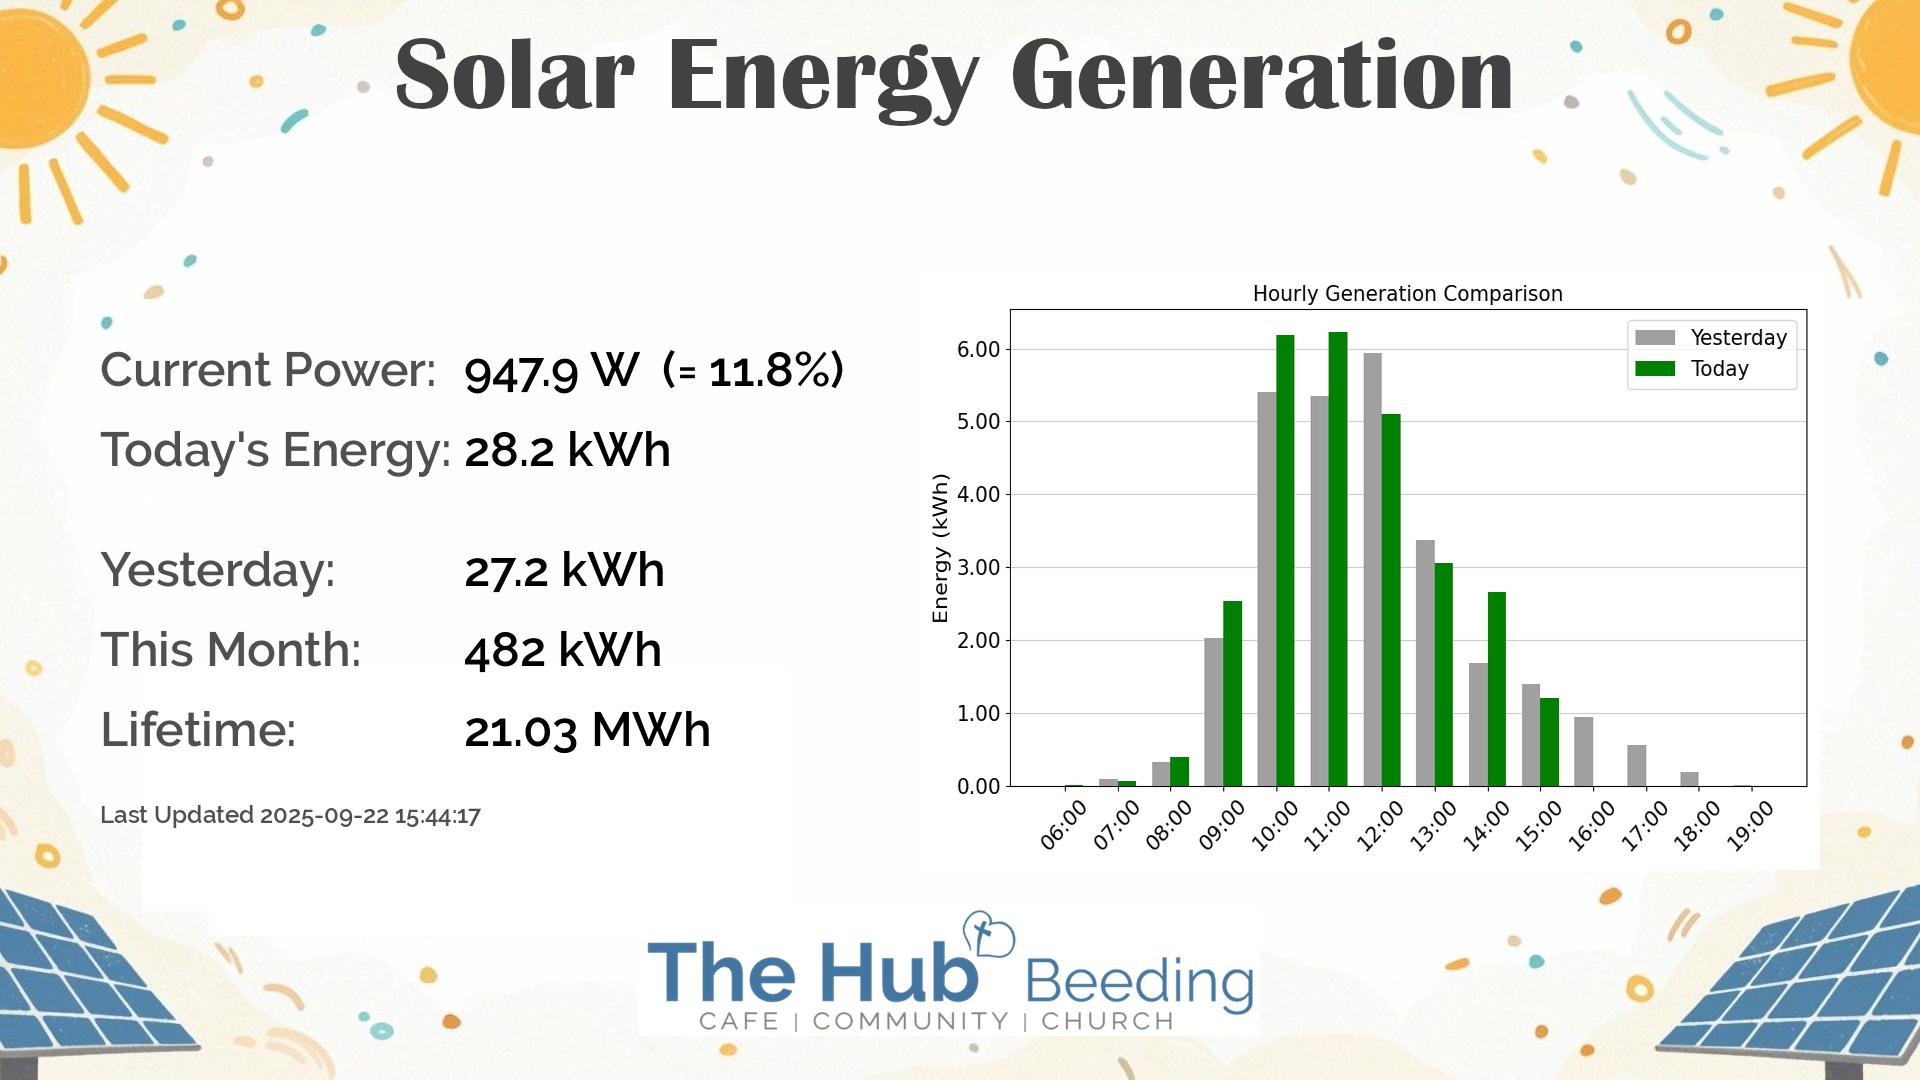 Solar Energy Generation
Current Power: 947.9 W (= 11.8%)
Today's Energy: 28.2 kWh
Yesterday: 27.2 kWh
This Month: 482 kWh
Lifetime: 21.03 MWh
Last Updated 2025-09-22 15:44:17
Hourly Generation Comparison
Yesterday
Today
Energy (kWh)
6.00
5.00
4.00
3.00
2.00
1.00
0.00
06:00 07:00 08:00 09:00 10:00 11:00 12:00 13:00 14:00 15:00 16:00 17:00 18:00 19:00
The Hub Beeding
CAFE | COMMUNITY | CHURCH